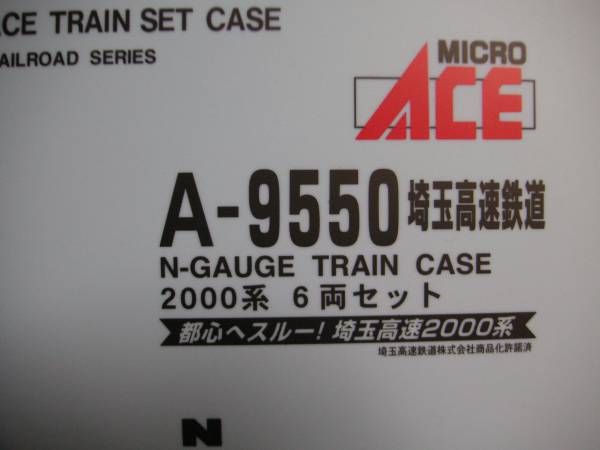 ACE TRAIN SET CASE
RAILROAD SERIES
MICRO
ACE
A-9550 埼玉高速鉄道
N-GAUGE TRAIN CASE
2000系 6両セット
都心へスルー！埼玉高速2000系
埼玉高速鉄道株式会社商品化許諾済
N